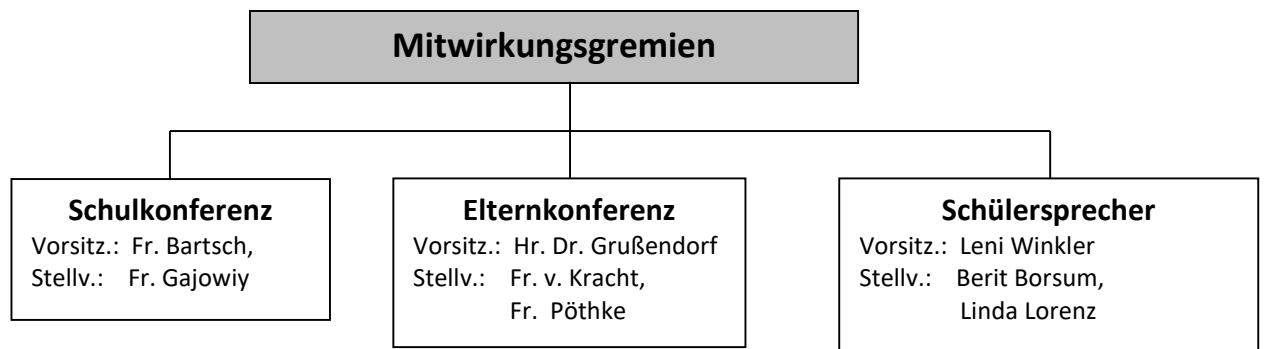 Mitwirkungsgremien
Schulkonferenz
Vorsitz.: Fr. Bartsch,
Stellv.: Fr. Gajowiy
Elternkonferenz
Vorsitz.: Hr. Dr. Grußendorf
Stellv.: Fr. v. Kracht,
Fr. Pöthke
Schülersprecher
Vorsitz.: Leni Winkler
Stellv.: Berit Borsum,
Linda Lorenz